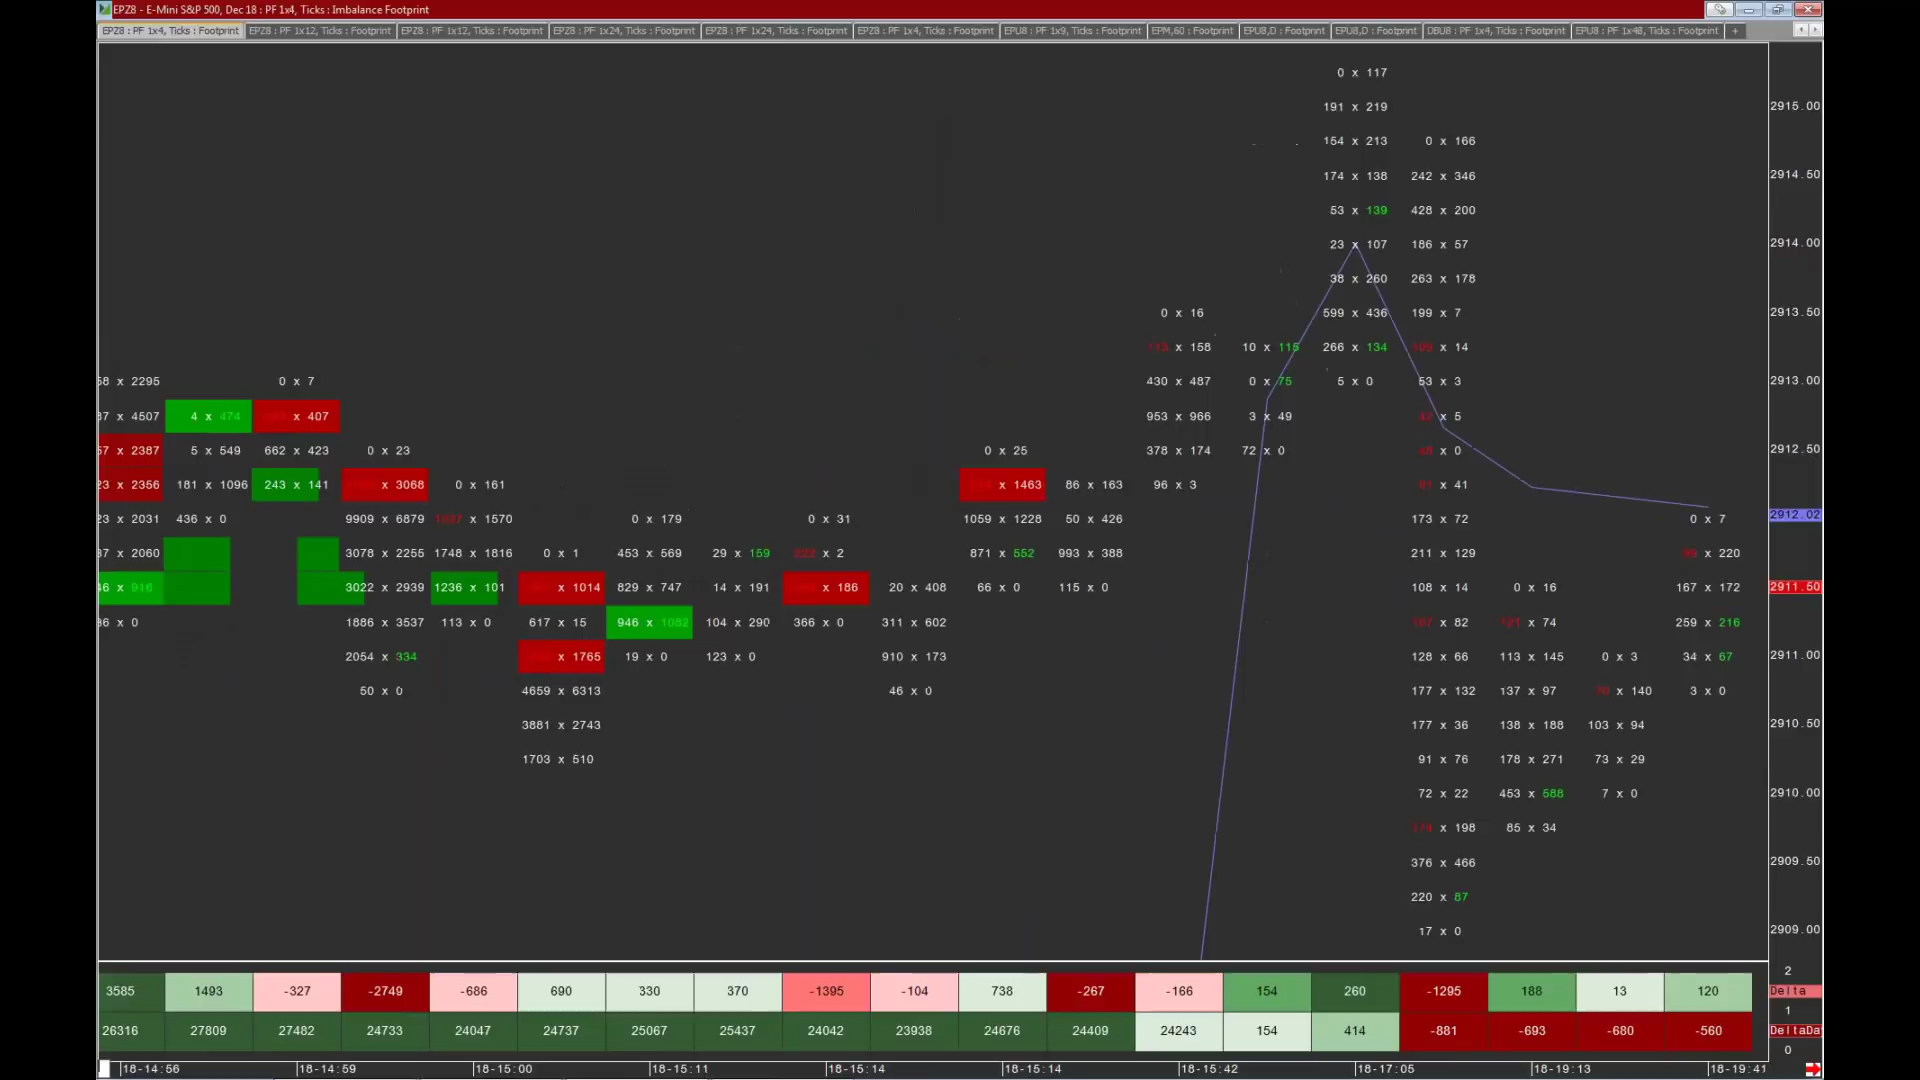 EPZ8 - E-Mini S&P 500, Dec 18 : PF 1x4, Ticks : Imbalance Footprint
EPZ8 : PF 1x4, Ticks : Footprint
EPZ8 : PF 1x12, Ticks : Footprint
EPZ8 : PF 1x12, Ticks : Footprint
EPZ8 : PF 1x24, Ticks : Footprint
EPZ8 : PF 1x24, Ticks : Footprint
EPZ8 : PF 1x4, Ticks : Footprint
EPU8 : PF 1x9, Ticks : Footprint
EPM,60 : Footprint
EPU8,D : Footprint
EPU8,D : Footprint
DBU8 : PF 1x4, Ticks : Footprint
EPU8 : PF 1x48, Ticks : Footprint
+
0 x 117
191 x 219 2915.00
154 x 213 0 x 166
174 x 138 242 x 346 2914.50
53 x 139 428 x 200
23 x 107 186 x 57 2914.00
38 x 260 263 x 178
0 x 16 599 x 436 199 x 7 2913.50
x 158 10 x 115 266 x 134 x 14
58 x 2295 0 x 7 430 x 487 0 x 75 5 x 0 53 x 3 2913.00
37 x 4507 4 x 474 x 407 953 x 966 3 x 49 x 5
57 x 2387 5 x 549 662 x 423 0 x 23 0 x 25 378 x 174 72 x 0 x 0 2912.50
23 x 2356 181 x 1096 243 x 141 x 3068 0 x 161 x 1463 86 x 163 96 x 3 x 41
23 x 2031 436 x 0 9909 x 6879 x 1570 0 x 179 0 x 31 1059 x 1228 50 x 426 173 x 72 0 x 7 2912.02
37 x 2060 3078 x 2255 1748 x 1816 0 x 1 453 x 569 29 x 159 222 x 2 871 x 552 993 x 388 211 x 129 x 220
46 x 916 3022 x 2939 1236 x 101 x 1014 829 x 747 14 x 191 x 186 20 x 408 66 x 0 115 x 0 108 x 14 0 x 16 167 x 172 2911.50
36 x 0 1886 x 3537 113 x 0 617 x 15 946 x 1082 104 x 290 366 x 0 311 x 602 x 82 x 74 259 x 216
2054 x 334 x 1765 19 x 0 123 x 0 910 x 173 128 x 66 113 x 145 0 x 3 34 x 67 2911.00
50 x 0 4659 x 6313 46 x 0 177 x 132 137 x 97 70 x 140 3 x 0
3881 x 2743 177 x 36 138 x 188 103 x 94 2910.50
1703 x 510 91 x 76 178 x 271 73 x 29
72 x 22 453 x 588 7 x 0 2910.00
x 198 85 x 34
376 x 466 2909.50
220 x 87
17 x 0 2909.00
2
3585 1493 -327 -2749 -686 690 330 370 -1395 -104 738 -267 -166 154 260 -1295 188 13 120 Delta
1
26316 27809 27482 24733 24047 24737 25067 25437 24042 23938 24676 24409 24243 154 414 -881 -693 -680 -560 DeltaDa
0
18-14:56 18-14:59 18-15:00 18-15:11 18-15:14 18-15:14 18-15:42 18-17:05 18-19:13 18-19:41